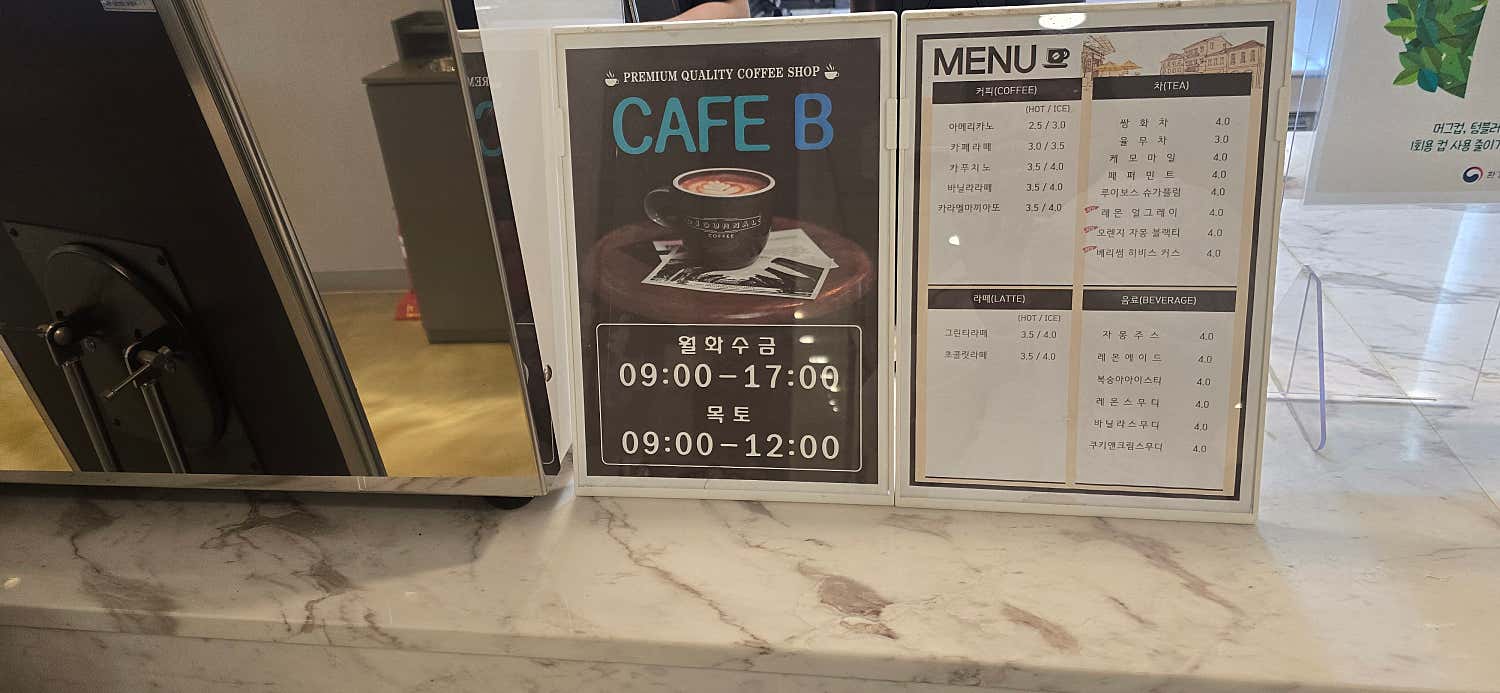 PREMIUM QUALITY COFFEE SHOP
CAFE B
COFFEE
월화수금
09:00-17:00
목토
09:00-12:00
MENU
커피(COFFEE)
(HOT / ICE)
아메리카노 2.5 / 3.0
카페라떼 3.0 / 3.5
카푸치노 3.5 / 4.0
바닐라라떼 3.5 / 4.0
카라멜마끼아또 3.5 / 4.0
차(TEA)
쌍화차 4.0
율무차 3.0
케모마일 4.0
페퍼민트 4.0
루이보스 슈가플럼 4.0
레몬 얼그레이 4.0
오렌지 자몽 블랙티 4.0
베리썸 히비스 커스 4.0
라떼(LATTE)
(HOT / ICE)
그린티라떼 3.5 / 4.0
초콜릿라떼 3.5 / 4.0
음료(BEVERAGE)
자몽주스 4.0
레몬에이드 4.0
복숭아아이스티 4.0
레몬스무디 4.0
바닐라스무디 4.0
쿠키앤크림스무디 4.0
머그컵, 텀블러
1회용 컵 사용 줄이기